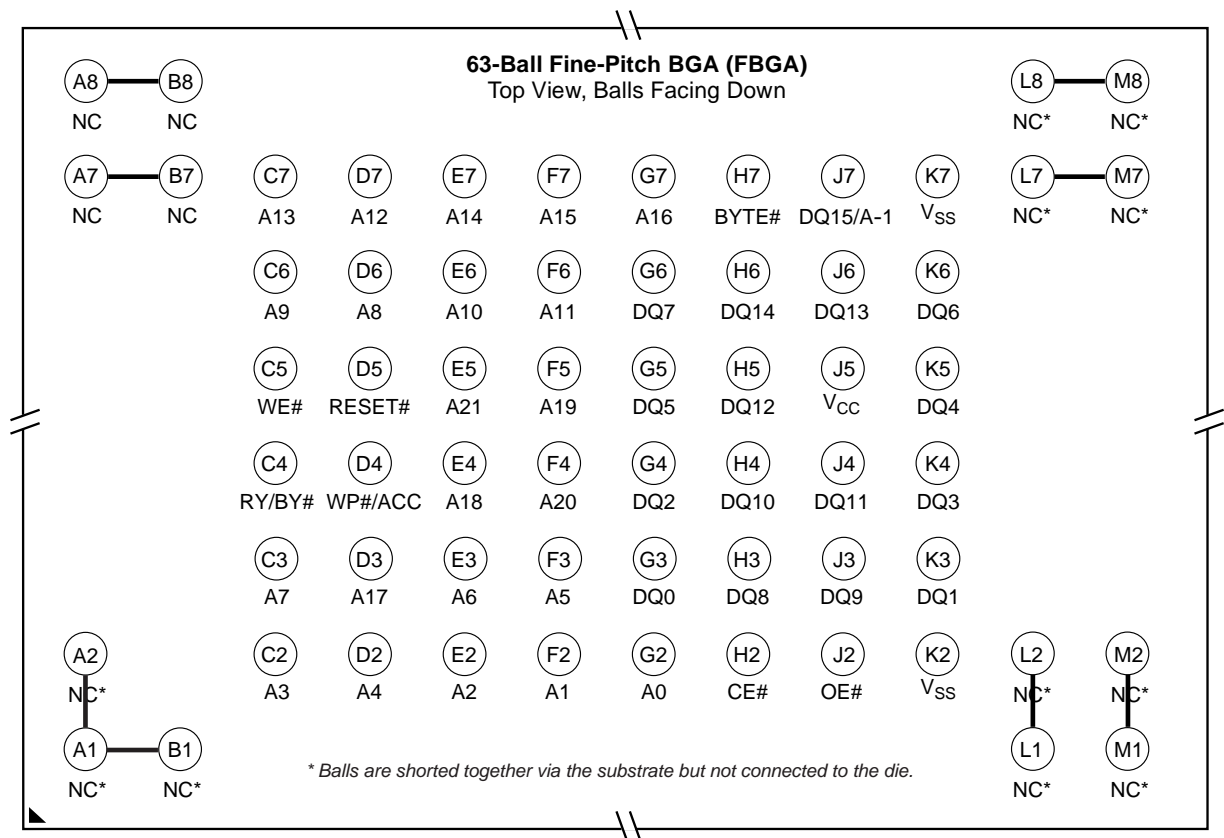 63-Ball Fine-Pitch BGA (FBGA)
Top View, Balls Facing Down
A8 B8 L8 M8
NC NC NC* NC*
A7 B7 C7 D7 E7 F7 G7 H7 J7 K7 L7 M7
NC NC A13 A12 A14 A15 A16 BYTE# DQ15/A-1 VSS NC* NC*
C6 D6 E6 F6 G6 H6 J6 K6
A9 A8 A10 A11 DQ7 DQ14 DQ13 DQ6
C5 D5 E5 F5 G5 H5 J5 K5
WE# RESET# A21 A19 DQ5 DQ12 VCC DQ4
C4 D4 E4 F4 G4 H4 J4 K4
RY/BY# WP#/ACC A18 A20 DQ2 DQ10 DQ11 DQ3
C3 D3 E3 F3 G3 H3 J3 K3
A7 A17 A6 A5 DQ0 DQ8 DQ9 DQ1
A2 C2 D2 E2 F2 G2 H2 J2 K2 L2 M2
NC* A3 A4 A2 A1 A0 CE# OE# VSS NC* NC*
A1 B1 L1 M1
NC* NC* NC* NC*
* Balls are shorted together via the substrate but not connected to the die.